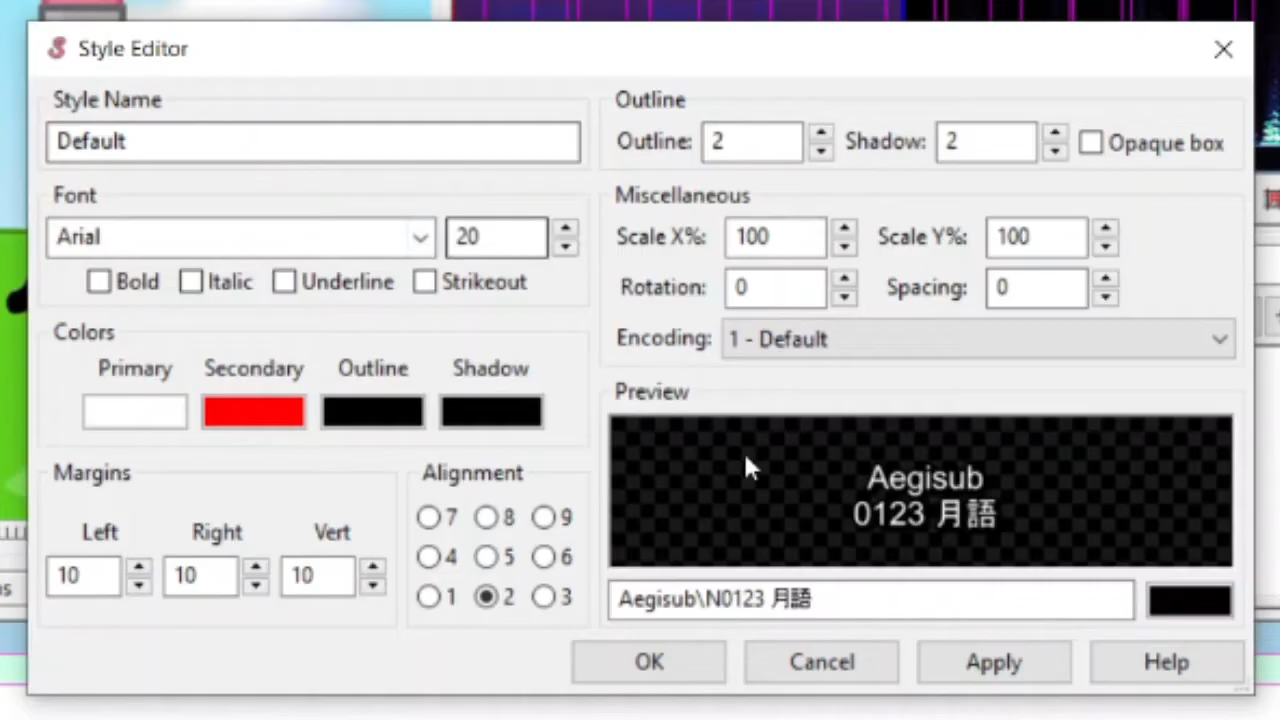 Style Editor
Style Name
Default
Font
Arial
20
Bold Italic Underline Strikeout
Colors
Primary Secondary Outline Shadow
Margins
Left Right Vert
10 10 10
Alignment
7 8 9
4 5 6
1 2 3
Outline
Outline: 2 Shadow: 2 Opaque box
Miscellaneous
Scale X%: 100 Scale Y%: 100
Rotation: 0 Spacing: 0
Encoding: 1 - Default
Preview
Aegisub
0123 月語
Aegisub\N0123 月語
OK Cancel Apply Help